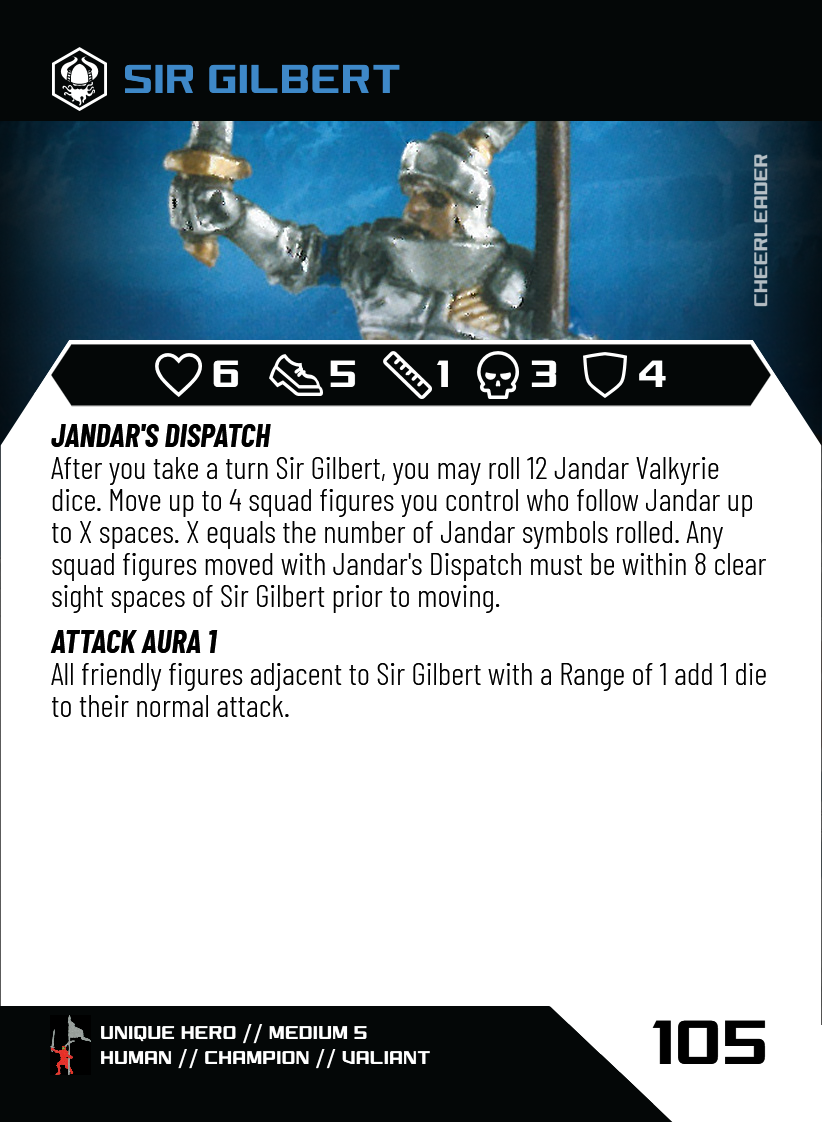 SIR GILBERT
CHEERLEADER
6 5 1 3 4
JANDAR'S DISPATCH
After you take a turn Sir Gilbert, you may roll 12 Jandar Valkyrie
dice. Move up to 4 squad figures you control who follow Jandar up
to X spaces. X equals the number of Jandar symbols rolled. Any
squad figures moved with Jandar's Dispatch must be within 8 clear
sight spaces of Sir Gilbert prior to moving.
ATTACK AURA 1
All friendly figures adjacent to Sir Gilbert with a Range of 1 add 1 die
to their normal attack.
UNIQUE HERO // MEDIUM 5
HUMAN // CHAMPION // VALIANT
105